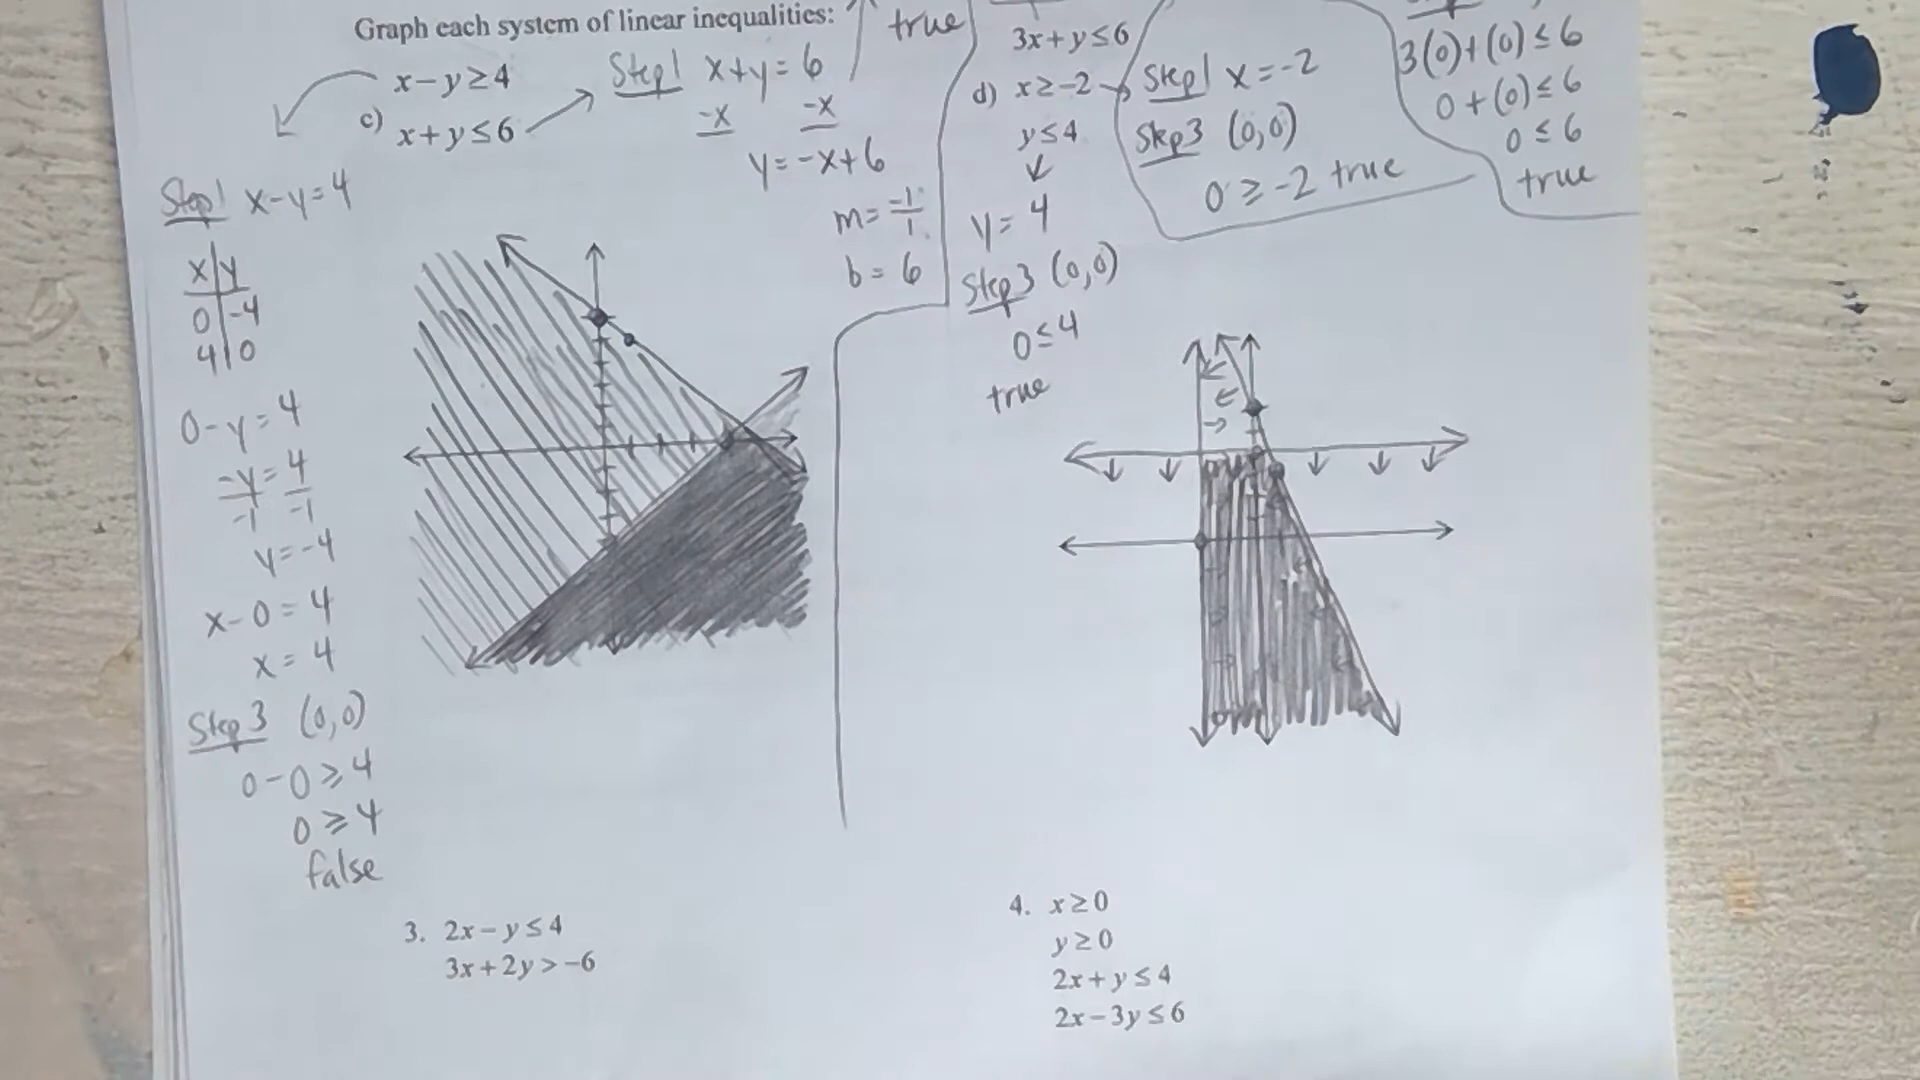 Graph each system of linear inequalities:
c) x – y ≥ 4
x + y ≤ 6
Step 1 x+y = 6
-x -x
y = -x+6
m = -1/1
b = 6
true
Step 1 x-y=4
x|y
0|-4
4|0
0-y=4
-y=4
-1 -1
y=-4
x-0=4
x=4
Step 3 (0,0)
0-0≥4
0≥4
false
3x + y ≤ 6
d) x ≥ –2
y ≤ 4
y = 4
Step 3 (0,0)
0≤4
true
Step 1 x=-2
Step 3 (0,0)
0≥-2 true
3(0)+(0)≤6
0+(0)≤6
0≤6
true
3. 2x – y ≤ 4
3x + 2y > –6
4. x ≥ 0
y ≥ 0
2x + y ≤ 4
2x – 3y ≤ 6